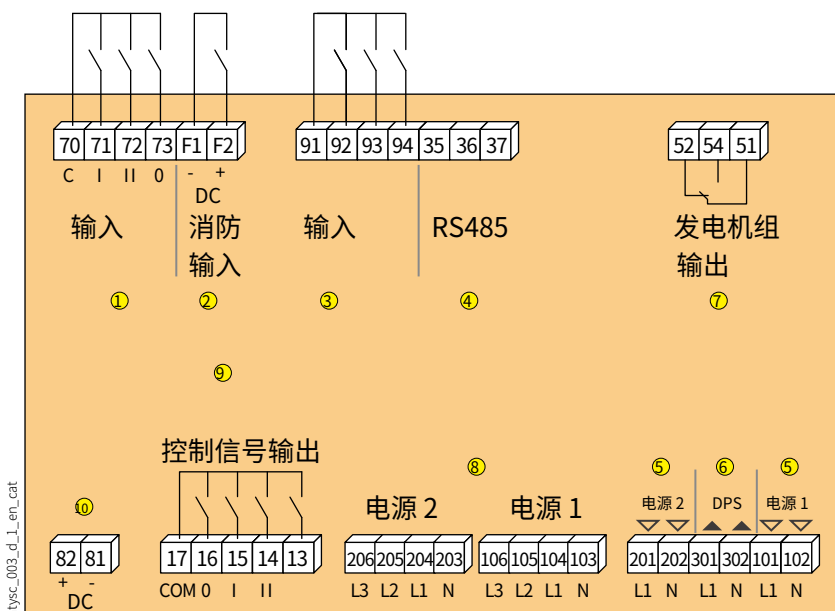 70 71 72 73 F1 F2
91 92 93 94 35 36 37
52 54 51
C I II 0 - +
DC
输入
消防
输入
输入
RS485
发电机组
输出
1 2 3 4 7
9
控制信号输出
8
5 6 5
10
电源 2
电源 1
电源 2 DPS 电源 1
82 81
17 16 15 14 13
206 205 204 203
106 105 104 103
201 202 301 302 101 102
+ -
DC
COM 0 I II
L3 L2 L1 N
L3 L2 L1 N
L1 N L1 N L1 N
tysc_003_d_1_en_cat